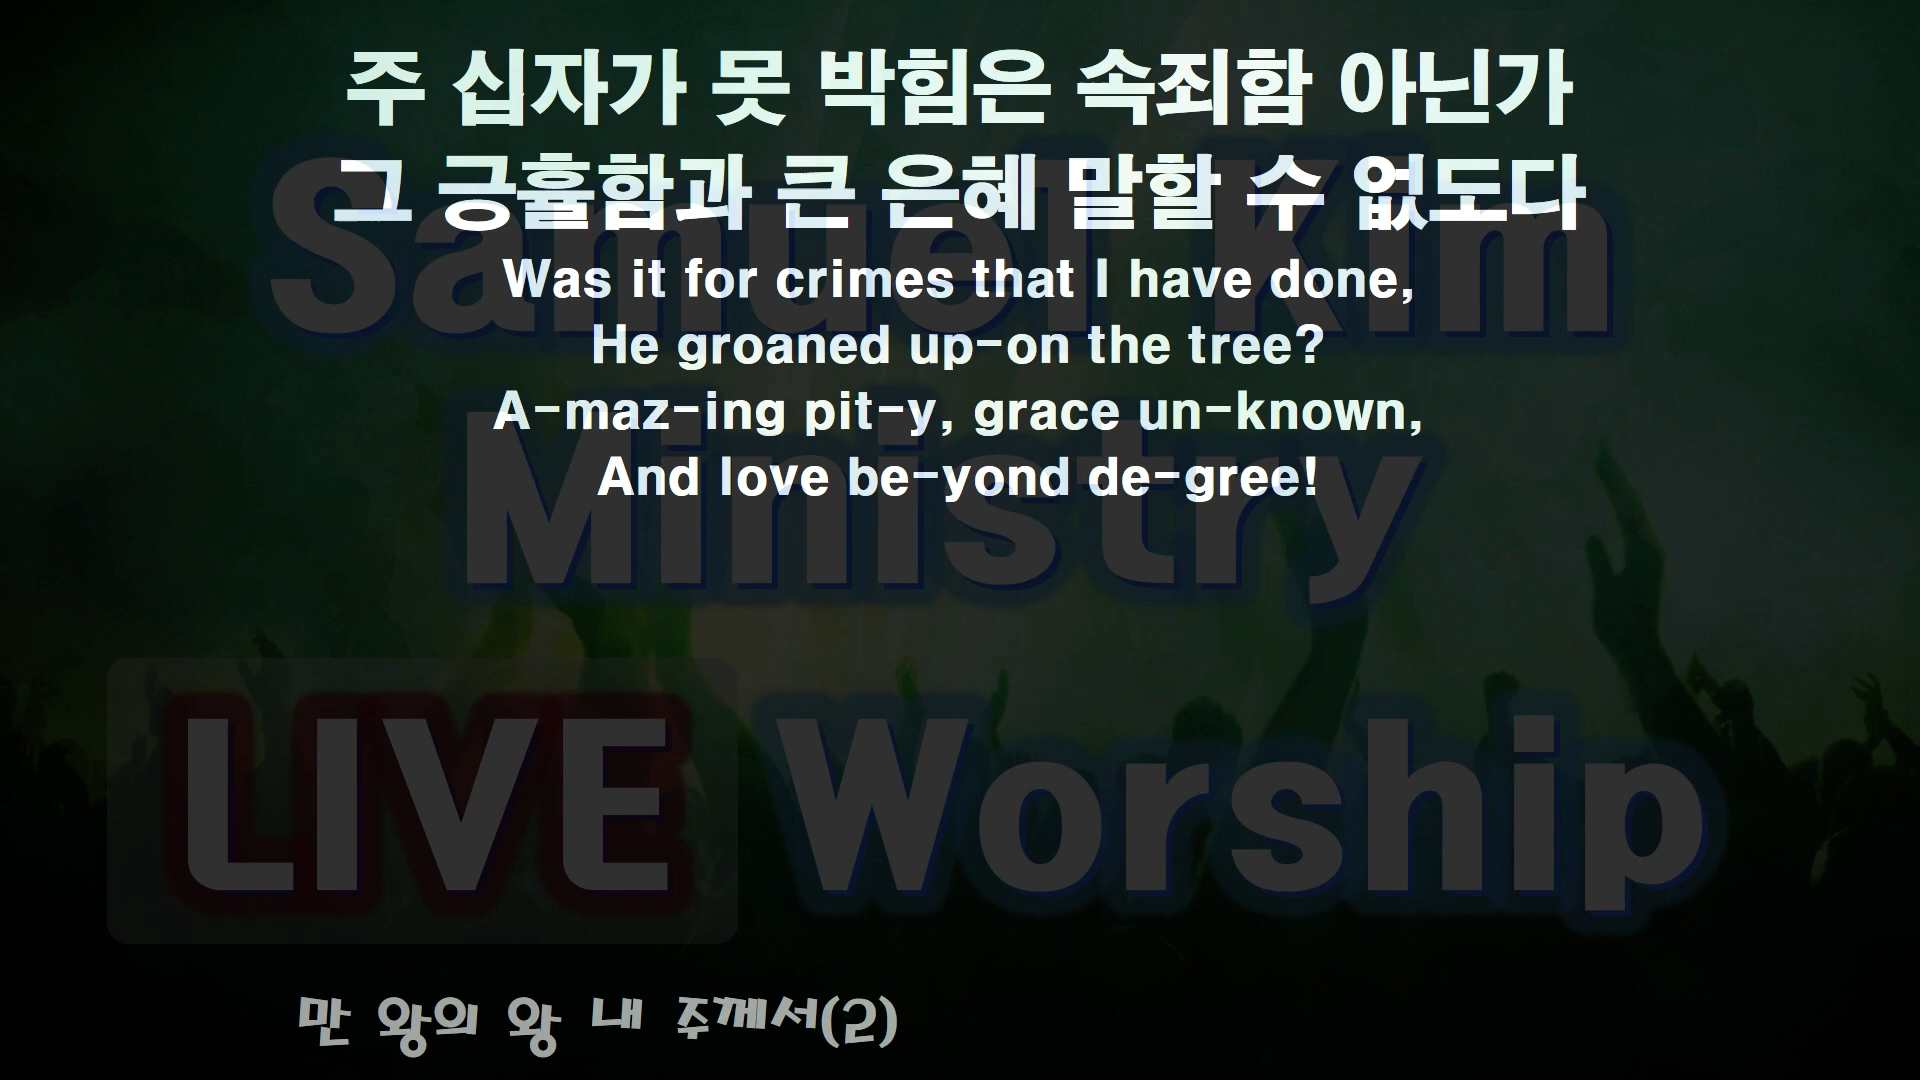 주 십자가 못 박힘은 속죄함 아닌가
그 긍휼함과 큰 은혜 말할 수 없도다
Was it for crimes that I have done,
He groaned up-on the tree?
A-maz-ing pit-y, grace un-known,
And love be-yond de-gree!
Samuel Kim
Ministry
LIVE Worship
만 왕의 왕 내 주께서(2)